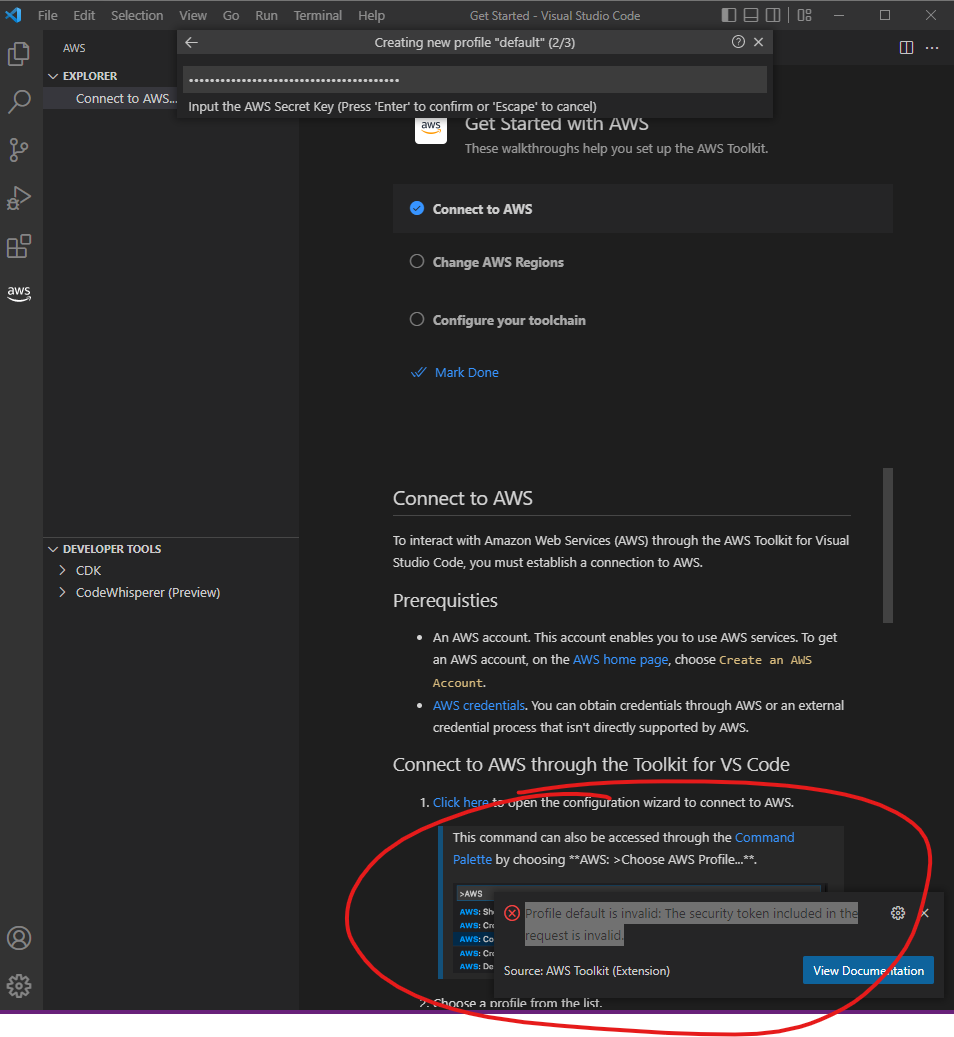 File Edit Selection View Go Run Terminal Help Get Started - Visual Studio Code
AWS
EXPLORER
Connect to AWS...
Creating new profile "default" (2/3)
••••••••••••••••••••••••••••••••••••••••
Input the AWS Secret Key (Press 'Enter' to confirm or 'Escape' to cancel)
aws
Get Started with AWS
These walkthroughs help you set up the AWS Toolkit.
Connect to AWS
Change AWS Regions
Configure your toolchain
Mark Done
aws
Connect to AWS
To interact with Amazon Web Services (AWS) through the AWS Toolkit for Visual
Studio Code, you must establish a connection to AWS.
Prerequisties
• An AWS account. This account enables you to use AWS services. To get
an AWS account, on the AWS home page, choose Create an AWS
Account.
• AWS credentials. You can obtain credentials through AWS or an external
credential process that isn't directly supported by AWS.
Connect to AWS through the Toolkit for VS Code
1. Click here to open the configuration wizard to connect to AWS.
This command can also be accessed through the Command
Palette by choosing **AWS: >Choose AWS Profile...**.
>AWS
AWS: Sh
AWS: Cr
AWS: Co
AWS: Cr
AWS: De
Profile default is invalid: The security token included in the
request is invalid.
Source: AWS Toolkit (Extension)
View Documentation
2. Choose a profile from the list.
DEVELOPER TOOLS
CDK
CodeWhisperer (Preview)